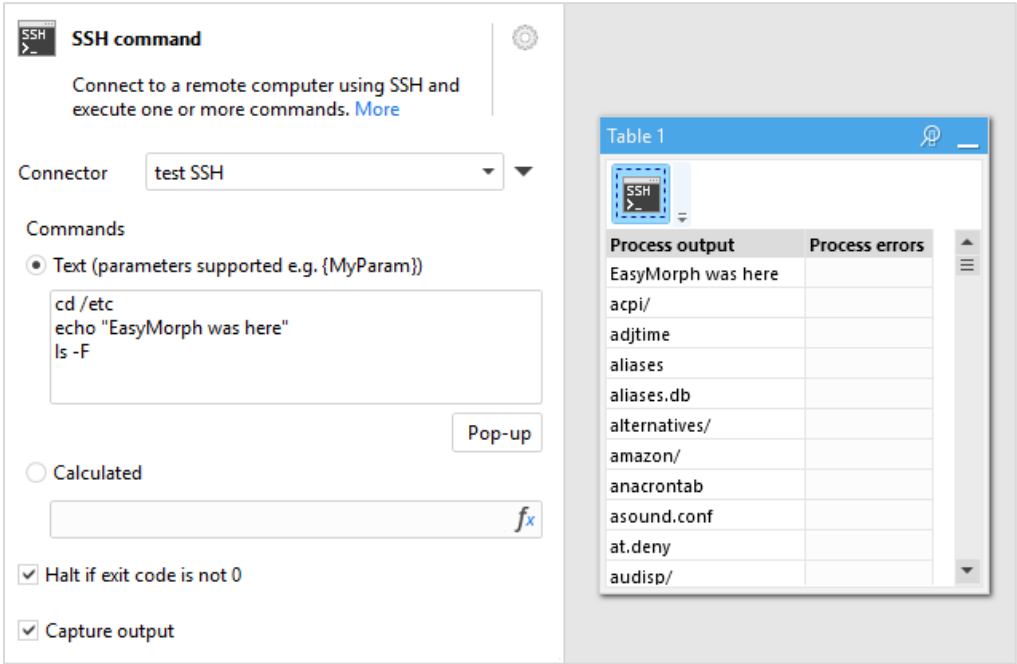 SSH
>_
SSH command
Connect to a remote computer using SSH and
execute one or more commands. More
Connector
test SSH
Commands
Text (parameters supported e.g. {MyParam})
cd /etc
echo "EasyMorph was here"
ls -F
Pop-up
Calculated
fx
Halt if exit code is not 0
Capture output
Table 1
SSH
>_
Process output Process errors
EasyMorph was here
acpi/
adjtime
aliases
aliases.db
alternatives/
amazon/
anacrontab
asound.conf
at.deny
audisp/